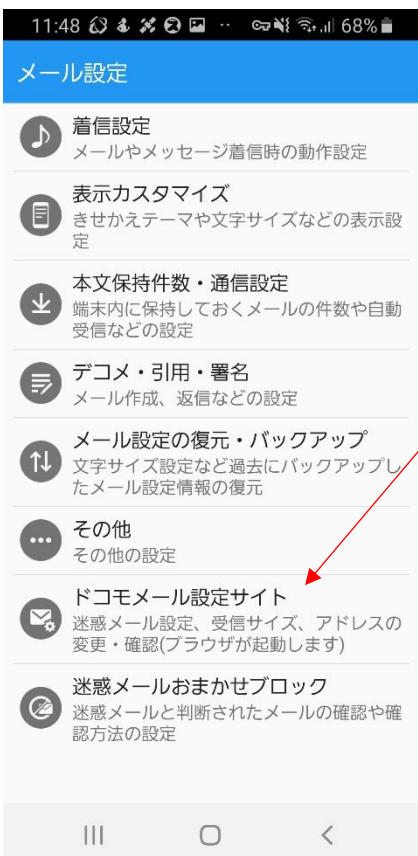 11:48 68%
メール設定
着信設定
メールやメッセージ着信時の動作設定
表示カスタマイズ
きせかえテーマや文字サイズなどの表示設
定
本文保持件数・通信設定
端末内に保持しておくメールの件数や自動
受信などの設定
デコメ・引用・署名
メール作成、返信などの設定
メール設定の復元・バックアップ
文字サイズ設定など過去にバックアップし
たメール設定情報の復元
その他
その他の設定
ドコモメール設定サイト
迷惑メール設定、受信サイズ、アドレスの
変更・確認(ブラウザが起動します)
迷惑メールおまかせブロック
迷惑メールと判断されたメールの確認や確
認方法の設定